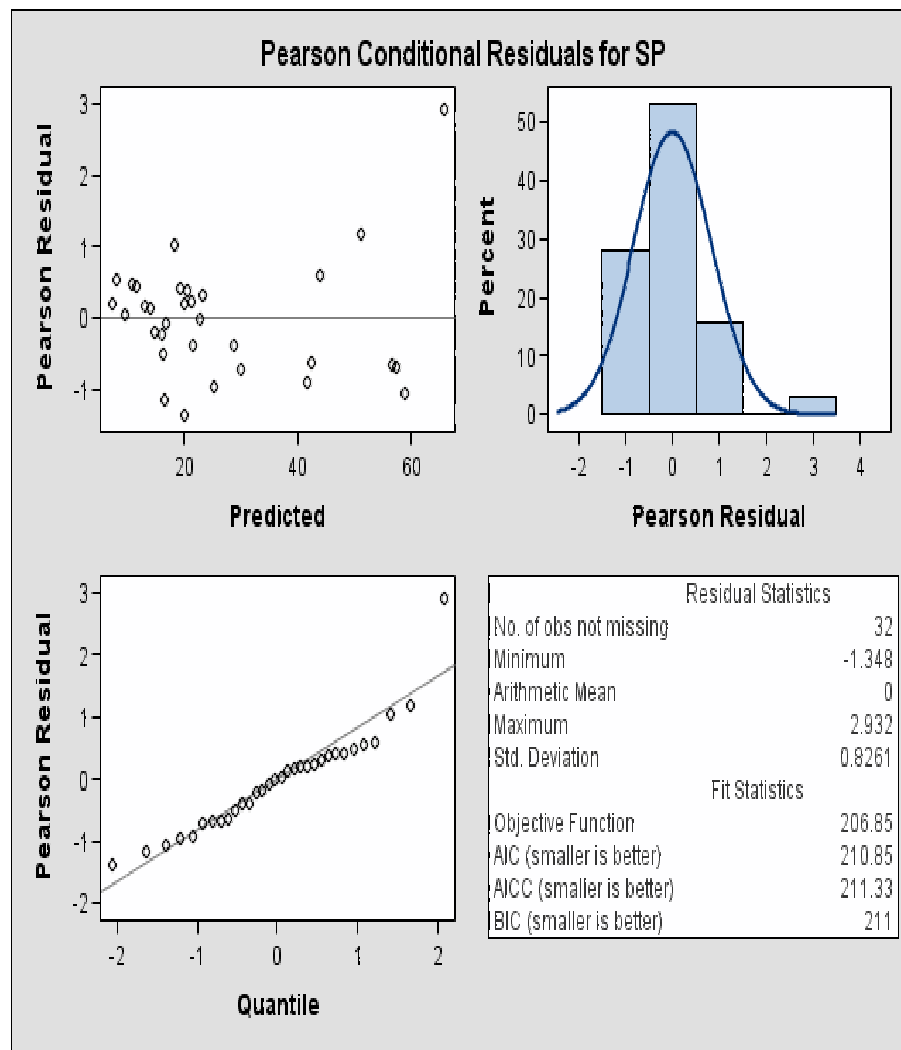 Pearson Conditional Residuals for SP
Pearson Residual
3
2
1
0
-1
20 40 60
Predicted
Percent
50
40
30
20
10
0
-2 -1 0 1 2 3 4
Pearson Residual
Pearson Residual
3
2
1
0
-1
-2
-2 -1 0 1 2
Quantile
Residual Statistics
No. of obs not missing 32
Minimum -1.348
Arithmetic Mean 0
Maximum 2.932
Std. Deviation 0.8261
Fit Statistics
Objective Function 206.85
AIC (smaller is better) 210.85
AICC (smaller is better) 211.33
BIC (smaller is better) 211